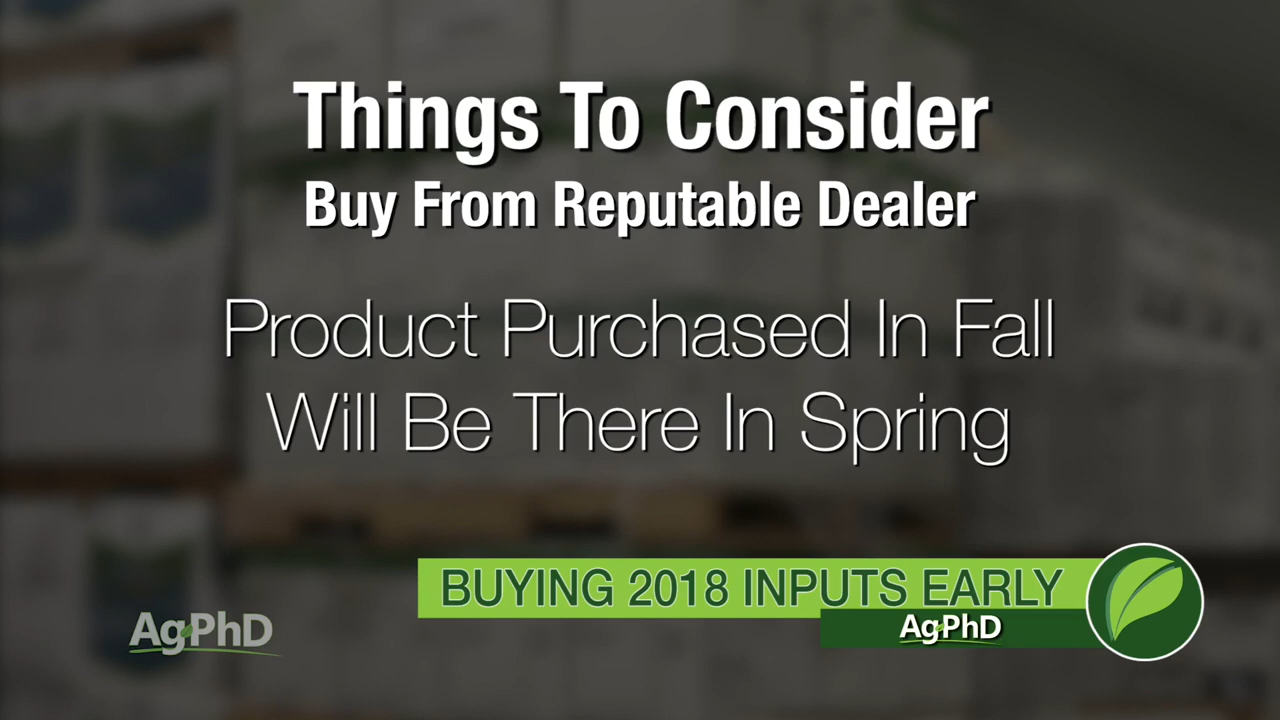 Things To Consider
Buy From Reputable Dealer
Product Purchased In Fall
Will Be There In Spring
BUYING 2018 INPUTS EARLY
AgPhD
AgPhD